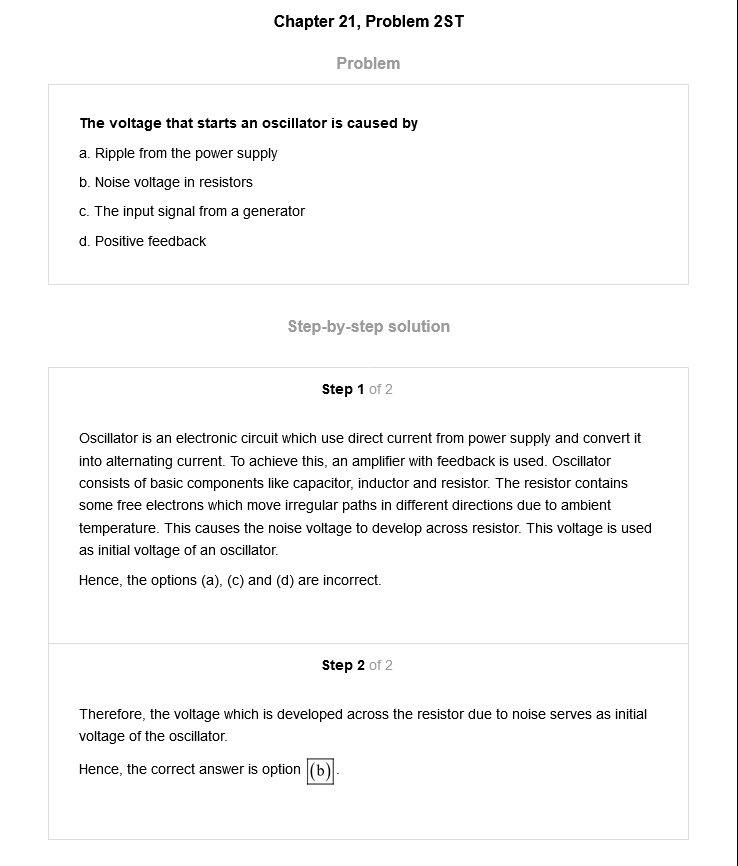 Chapter 21, Problem 2ST
Problem
The voltage that starts an oscillator is caused by
a. Ripple from the power supply
b. Noise voltage in resistors
c. The input signal from a generator
d. Positive feedback
Step-by-step solution
Step 1 of 2
Oscillator is an electronic circuit which use direct current from power supply and convert it
into alternating current. To achieve this, an amplifier with feedback is used. Oscillator
consists of basic components like capacitor, inductor and resistor. The resistor contains
some free electrons which move irregular paths in different directions due to ambient
temperature. This causes the noise voltage to develop across resistor. This voltage is used
as initial voltage of an oscillator.
Hence, the options (a), (c) and (d) are incorrect.
Step 2 of 2
Therefore, the voltage which is developed across the resistor due to noise serves as initial
voltage of the oscillator.
Hence, the correct answer is option (b).